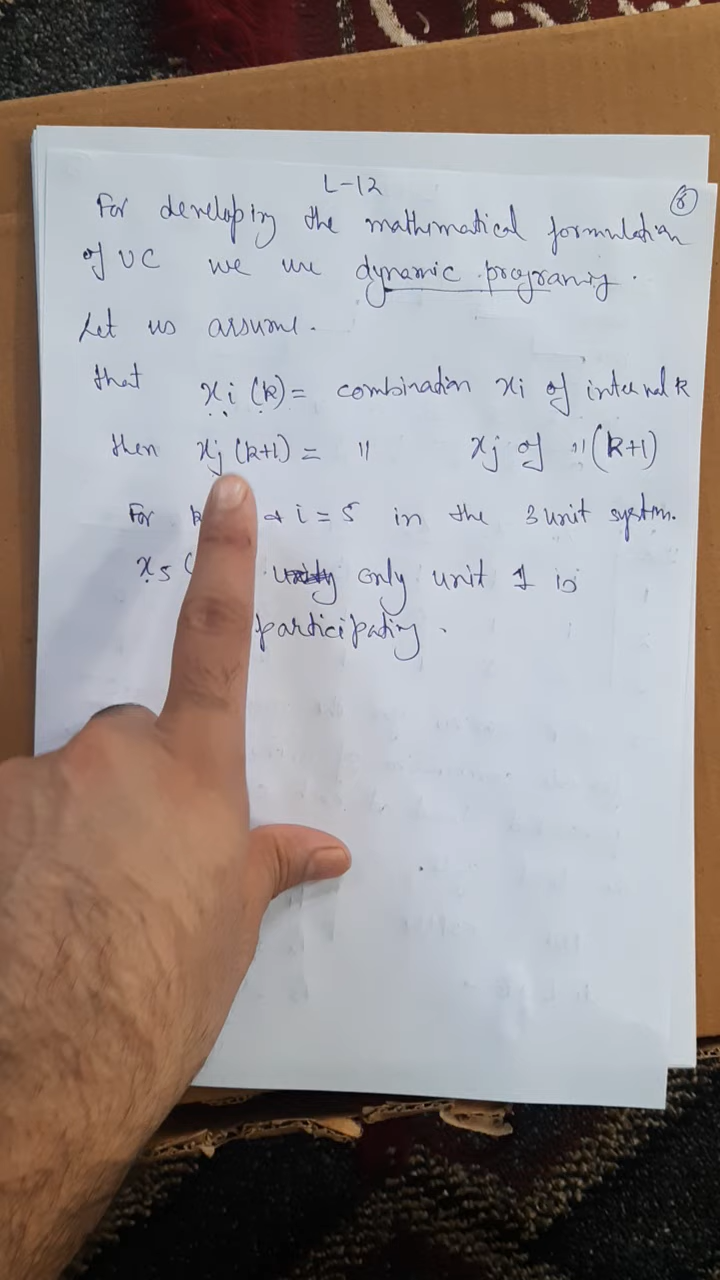 L-12
⑧
For developing the mathematical formulation
of UC we use dynamic programing.
Let us assume.
that xi (k) = combination xi of interval k
then xj (k+1) = " xj of " (k+1)
For k & i = 5 in the 3 unit system.
x5 ( only unit 1 is
participating.